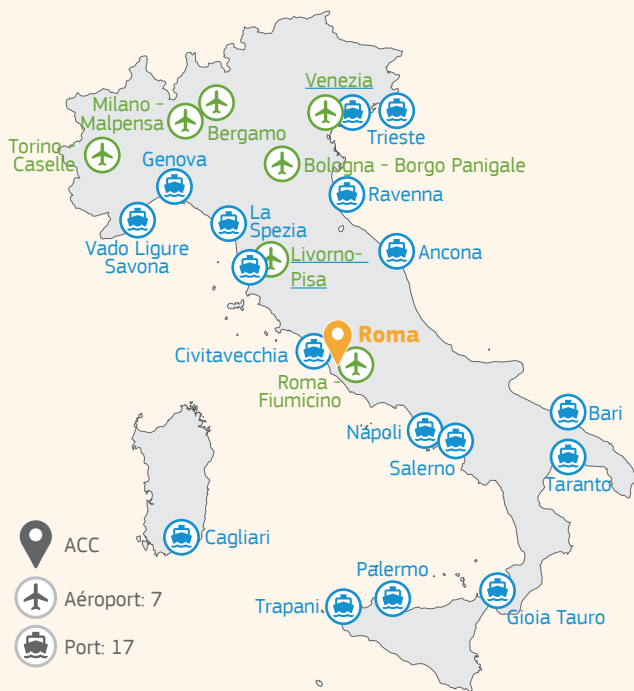 Venezia
Milano -
Malpensa
Bergamo
Trieste
Torino -
Caselle
Genova
Bologna - Borgo Panigale
Ravenna
La
Spezia
Vado Ligure
Savona
Livorno-
Pisa
Ancona
Roma
Civitavecchia
Roma -
Fiumicino
Bari
Napoli
Salerno
Taranto
Cagliari
ACC
Palermo
Aéroport: 7
Trapani
Gioia Tauro
Port: 17